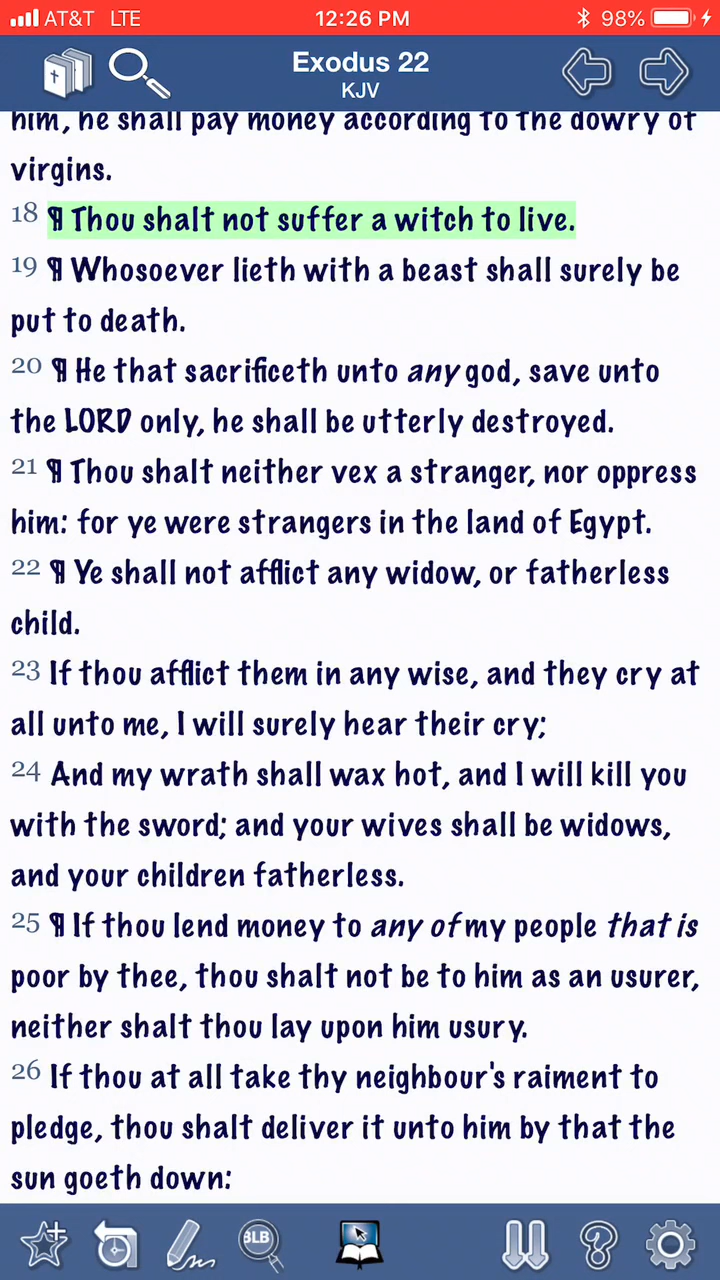 AT&T LTE 12:26 PM 98%
Exodus 22
KJV
him, he shall pay money according to the dowry of
virgins.
18 ¶ Thou shalt not suffer a witch to live.
19 ¶ Whosoever lieth with a beast shall surely be
put to death.
20 ¶ He that sacrificeth unto any god, save unto
the LORD only, he shall be utterly destroyed.
21 ¶ Thou shalt neither vex a stranger, nor oppress
him: for ye were strangers in the land of Egypt.
22 ¶ Ye shall not afflict any widow, or fatherless
child.
23 If thou afflict them in any wise, and they cry at
all unto me, I will surely hear their cry;
24 And my wrath shall wax hot, and I will kill you
with the sword; and your wives shall be widows,
and your children fatherless.
25 ¶ If thou lend money to any of my people that is
poor by thee, thou shalt not be to him as an usurer,
neither shalt thou lay upon him usury.
26 If thou at all take thy neighbour's raiment to
pledge, thou shalt deliver it unto him by that the
sun goeth down:
BLB